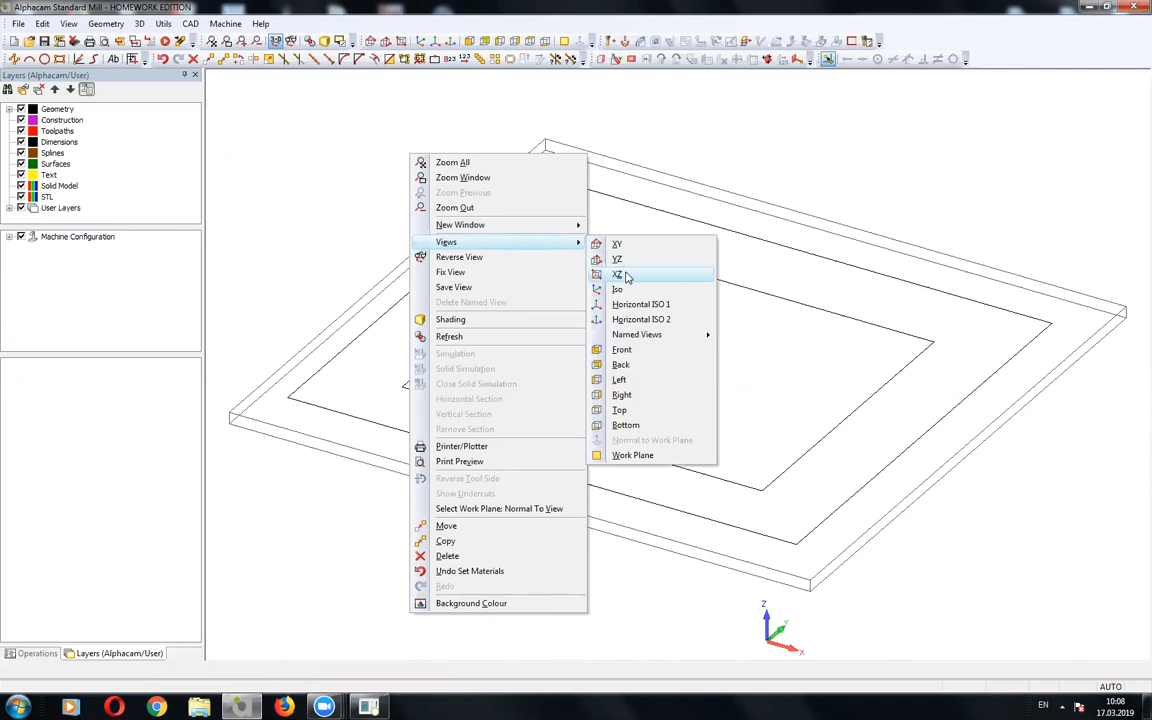 Alphacam Standard Mill - HOMEWORK EDITION
File Edit View Geometry 3D Utils CAD Machine Help
Layers (Alphacam/User)
Geometry
Construction
Toolpaths
Dimensions
Splines
Surfaces
Text
Solid Model
STL
User Layers
Machine Configuration
Zoom All
Zoom Window
Zoom Previous
Zoom Out
New Window
Views
Reverse View
Fix View
Save View
Delete Named View
Shading
Refresh
Simulation
Solid Simulation
Close Solid Simulation
Horizontal Section
Vertical Section
Remove Section
Printer/Plotter
Print Preview
Reverse Tool Side
Show Undercuts
Select Work Plane: Normal To View
Move
Copy
Delete
Undo Set Materials
Redo
Background Colour
XY
YZ
XZ
Iso
Horizontal ISO 1
Horizontal ISO 2
Named Views
Front
Back
Left
Right
Top
Bottom
Normal to Work Plane
Work Plane
Z
Y
X
Operations Layers (Alphacam/User)
AUTO
EN
10:08
17.03.2019